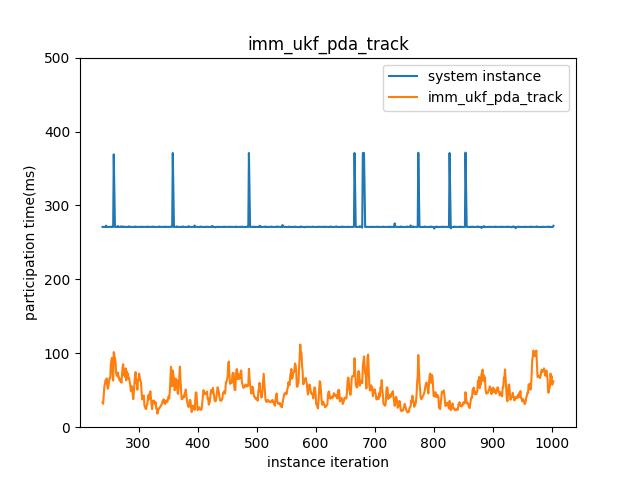 imm_ukf_pda_track
500
400
300
200
100
0
participation time(ms)
system instance
imm_ukf_pda_track
300 400 500 600 700 800 900 1000
instance iteration